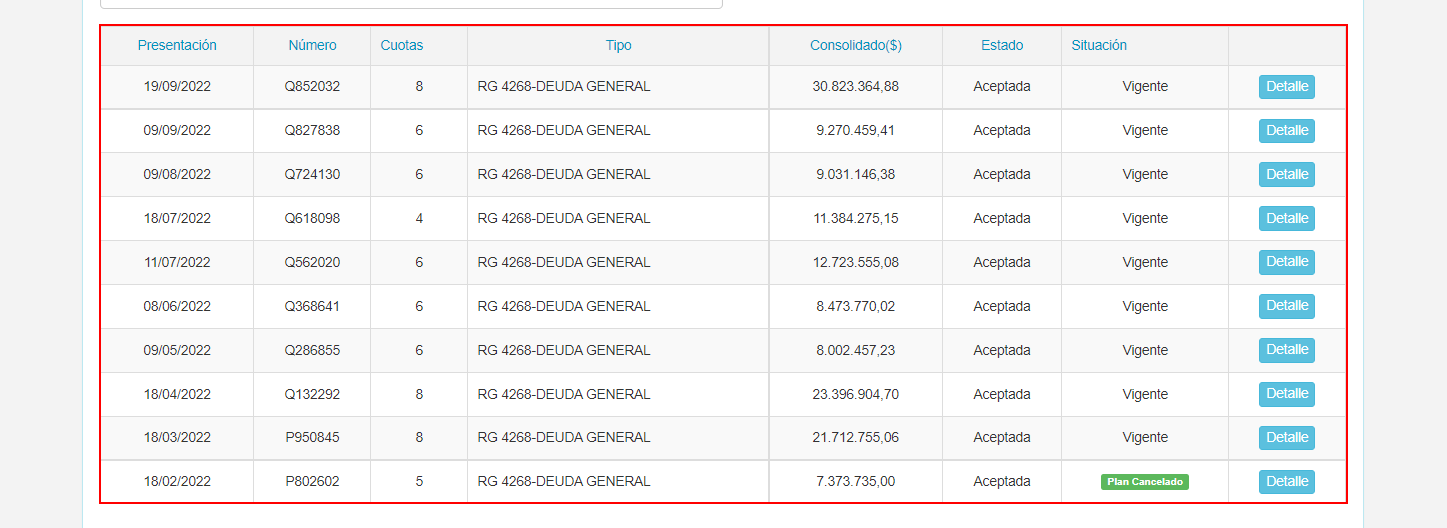 Presentación Número Cuotas Tipo Consolidado($) Estado Situación
19/09/2022 Q852032 8 RG 4268-DEUDA GENERAL 30.823.364,88 Aceptada Vigente Detalle
09/09/2022 Q827838 6 RG 4268-DEUDA GENERAL 9.270.459,41 Aceptada Vigente Detalle
09/08/2022 Q724130 6 RG 4268-DEUDA GENERAL 9.031.146,38 Aceptada Vigente Detalle
18/07/2022 Q618098 4 RG 4268-DEUDA GENERAL 11.384.275,15 Aceptada Vigente Detalle
11/07/2022 Q562020 6 RG 4268-DEUDA GENERAL 12.723.555,08 Aceptada Vigente Detalle
08/06/2022 Q368641 6 RG 4268-DEUDA GENERAL 8.473.770,02 Aceptada Vigente Detalle
09/05/2022 Q286855 6 RG 4268-DEUDA GENERAL 8.002.457,23 Aceptada Vigente Detalle
18/04/2022 Q132292 8 RG 4268-DEUDA GENERAL 23.396.904,70 Aceptada Vigente Detalle
18/03/2022 P950845 8 RG 4268-DEUDA GENERAL 21.712.755,06 Aceptada Vigente Detalle
18/02/2022 P802602 5 RG 4268-DEUDA GENERAL 7.373.735,00 Aceptada Plan Cancelado Detalle